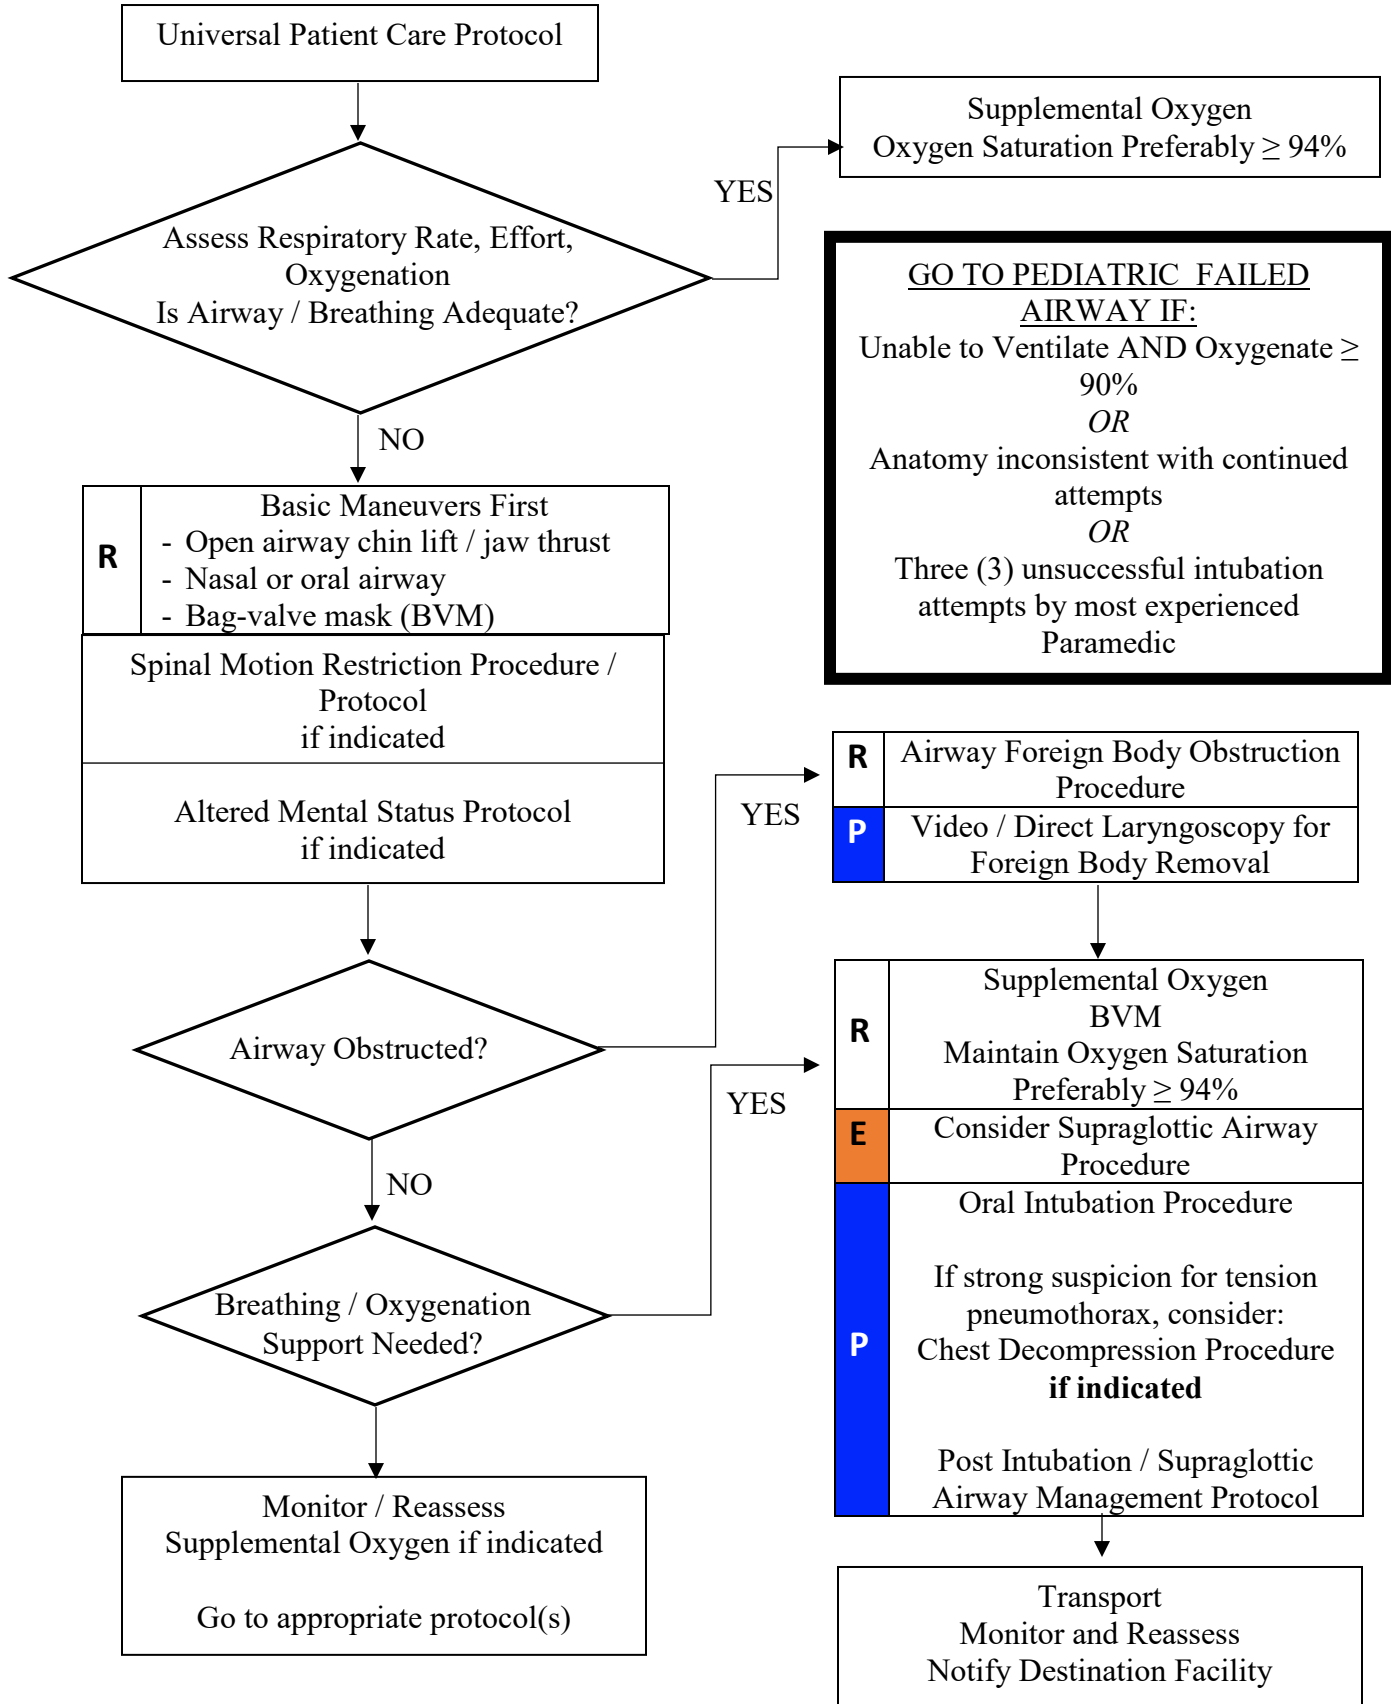 Universal Patient Care Protocol
Supplemental Oxygen
Oxygen Saturation Preferably ≥ 94%
YES
Assess Respiratory Rate, Effort,
Oxygenation
Is Airway / Breathing Adequate?
GO TO PEDIATRIC FAILED
AIRWAY IF:
Unable to Ventilate AND Oxygenate ≥
90%
OR
Anatomy inconsistent with continued
attempts
OR
Three (3) unsuccessful intubation
attempts by most experienced
Paramedic
NO
R
Basic Maneuvers First
- Open airway chin lift / jaw thrust
- Nasal or oral airway
- Bag-valve mask (BVM)
Spinal Motion Restriction Procedure /
Protocol
if indicated
Altered Mental Status Protocol
if indicated
YES
R
Airway Foreign Body Obstruction
Procedure
P
Video / Direct Laryngoscopy for
Foreign Body Removal
Airway Obstructed?
YES
R
Supplemental Oxygen
BVM
Maintain Oxygen Saturation
Preferably ≥ 94%
E
Consider Supraglottic Airway
Procedure
NO
Breathing / Oxygenation
Support Needed?
P
Oral Intubation Procedure
If strong suspicion for tension
pneumothorax, consider:
Chest Decompression Procedure
if indicated
Post Intubation / Supraglottic
Airway Management Protocol
Monitor / Reassess
Supplemental Oxygen if indicated
Go to appropriate protocol(s)
Transport
Monitor and Reassess
Notify Destination Facility